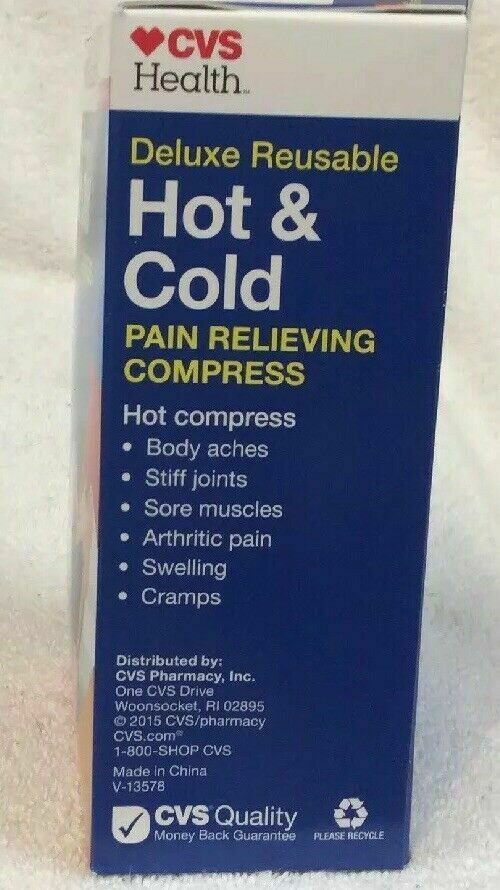 CVS
Health™
Deluxe Reusable
Hot &
Cold
PAIN RELIEVING
COMPRESS
Hot compress
• Body aches
• Stiff joints
• Sore muscles
• Arthritic pain
• Swelling
• Cramps
Distributed by:
CVS Pharmacy, Inc.
One CVS Drive
Woonsocket, RI 02895
© 2015 CVS/pharmacy
CVS.com®
1-800-SHOP CVS
Made in China
V-13578
CVS Quality
Money Back Guarantee
PLEASE RECYCLE